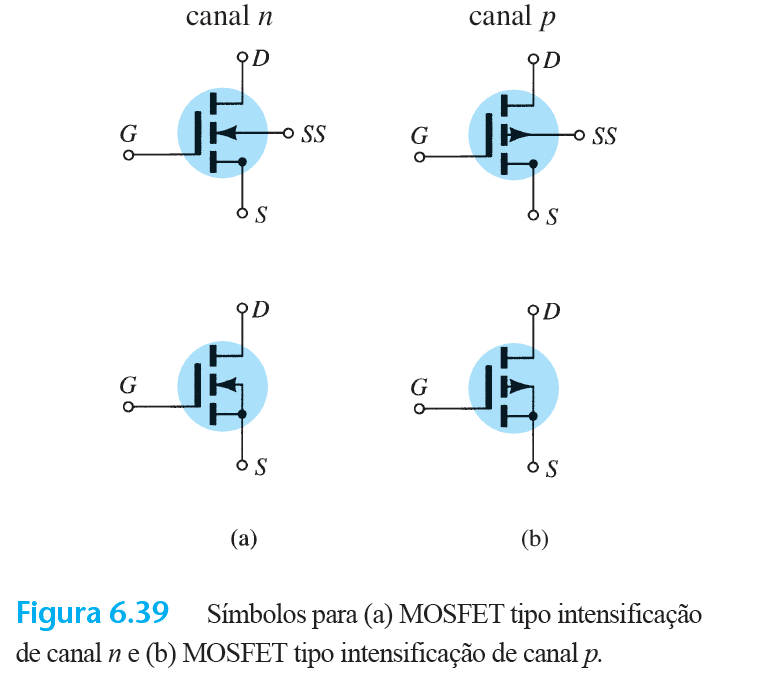 canal n canal p
D D
G SS G SS
S S
D D
G G
S S
(a) (b)
Figura 6.39 Símbolos para (a) MOSFET tipo intensificação
de canal n e (b) MOSFET tipo intensificação de canal p.